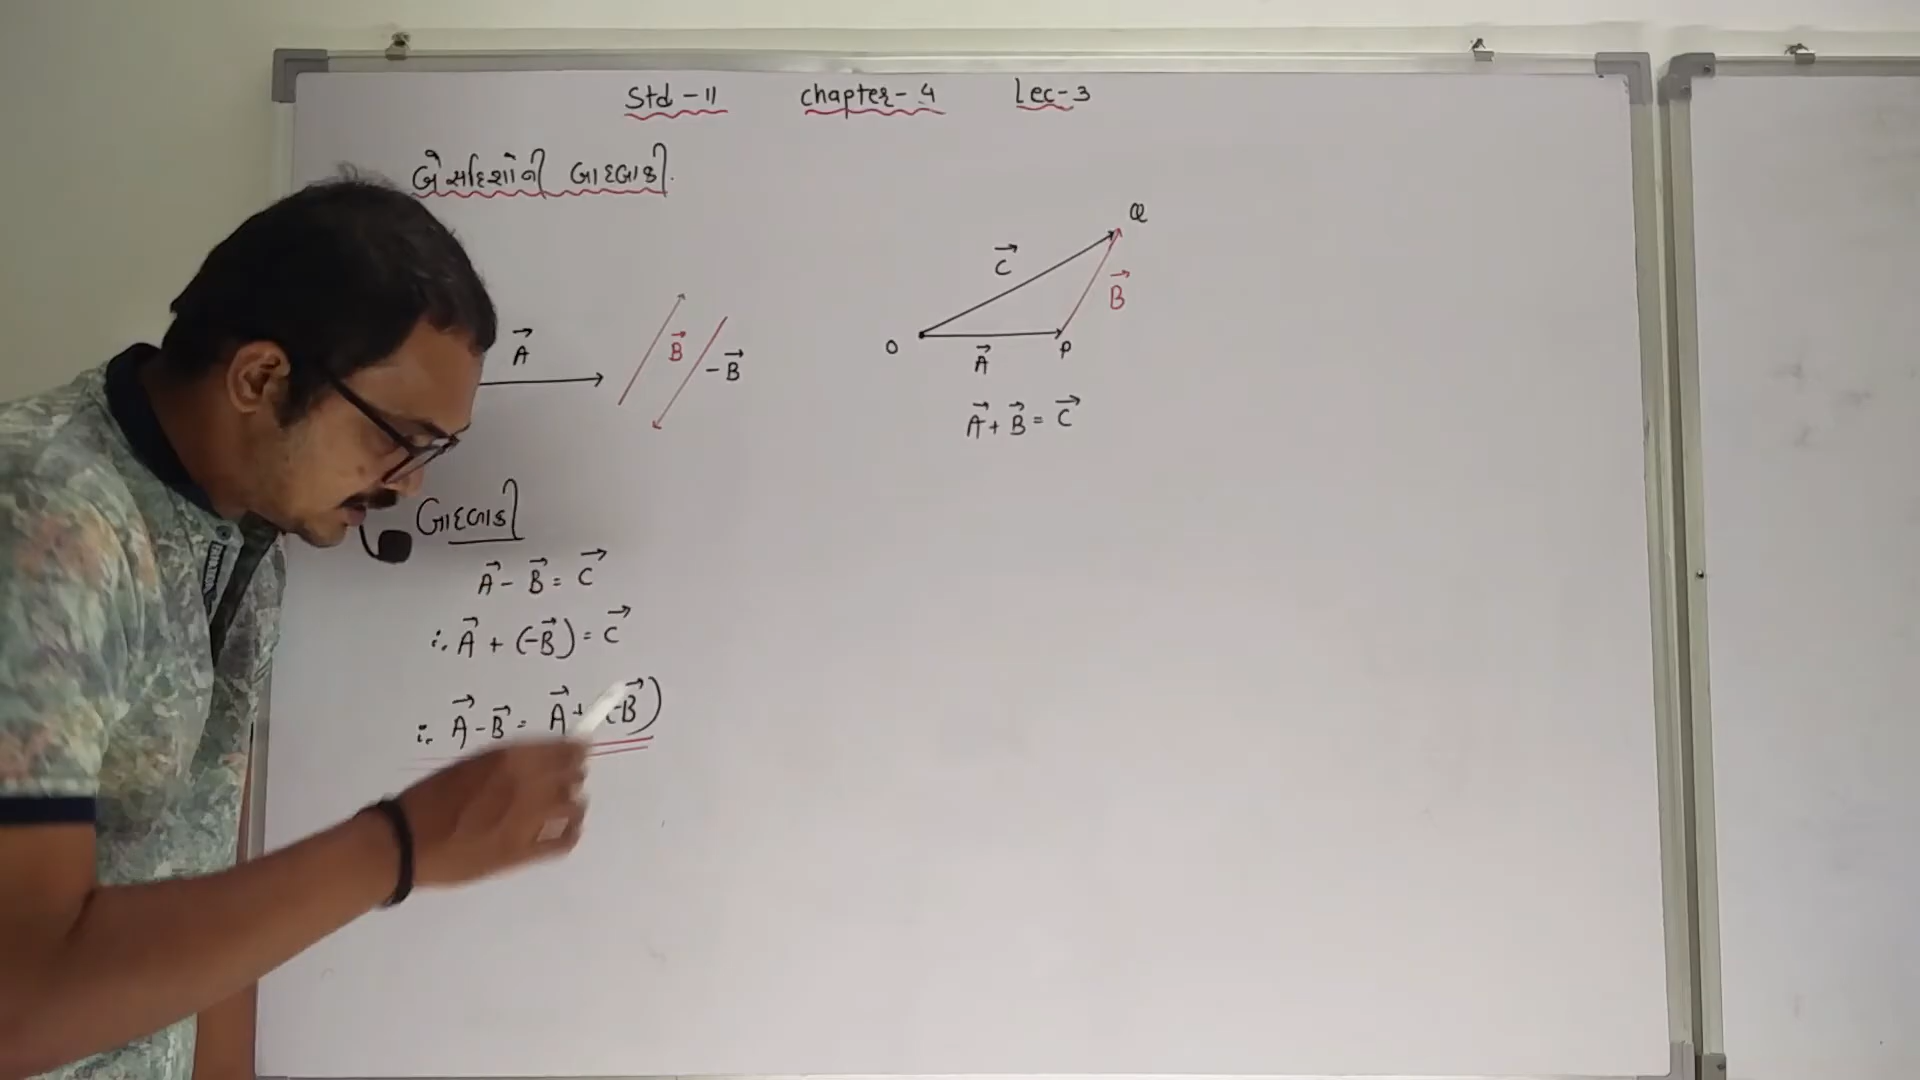 Std - 11 chapter - 4 Lec-3
બે સદિશોની બાદબાકી.
Q
C⃗
B⃗
O A⃗ P
A⃗ + B⃗ = C⃗
A⃗ B⃗ -B⃗
બાદબાકી
A⃗ - B⃗ = C⃗
∴ A⃗ + (-B⃗) = C⃗
∴ A⃗ - B⃗ = A⃗ + (-B⃗)